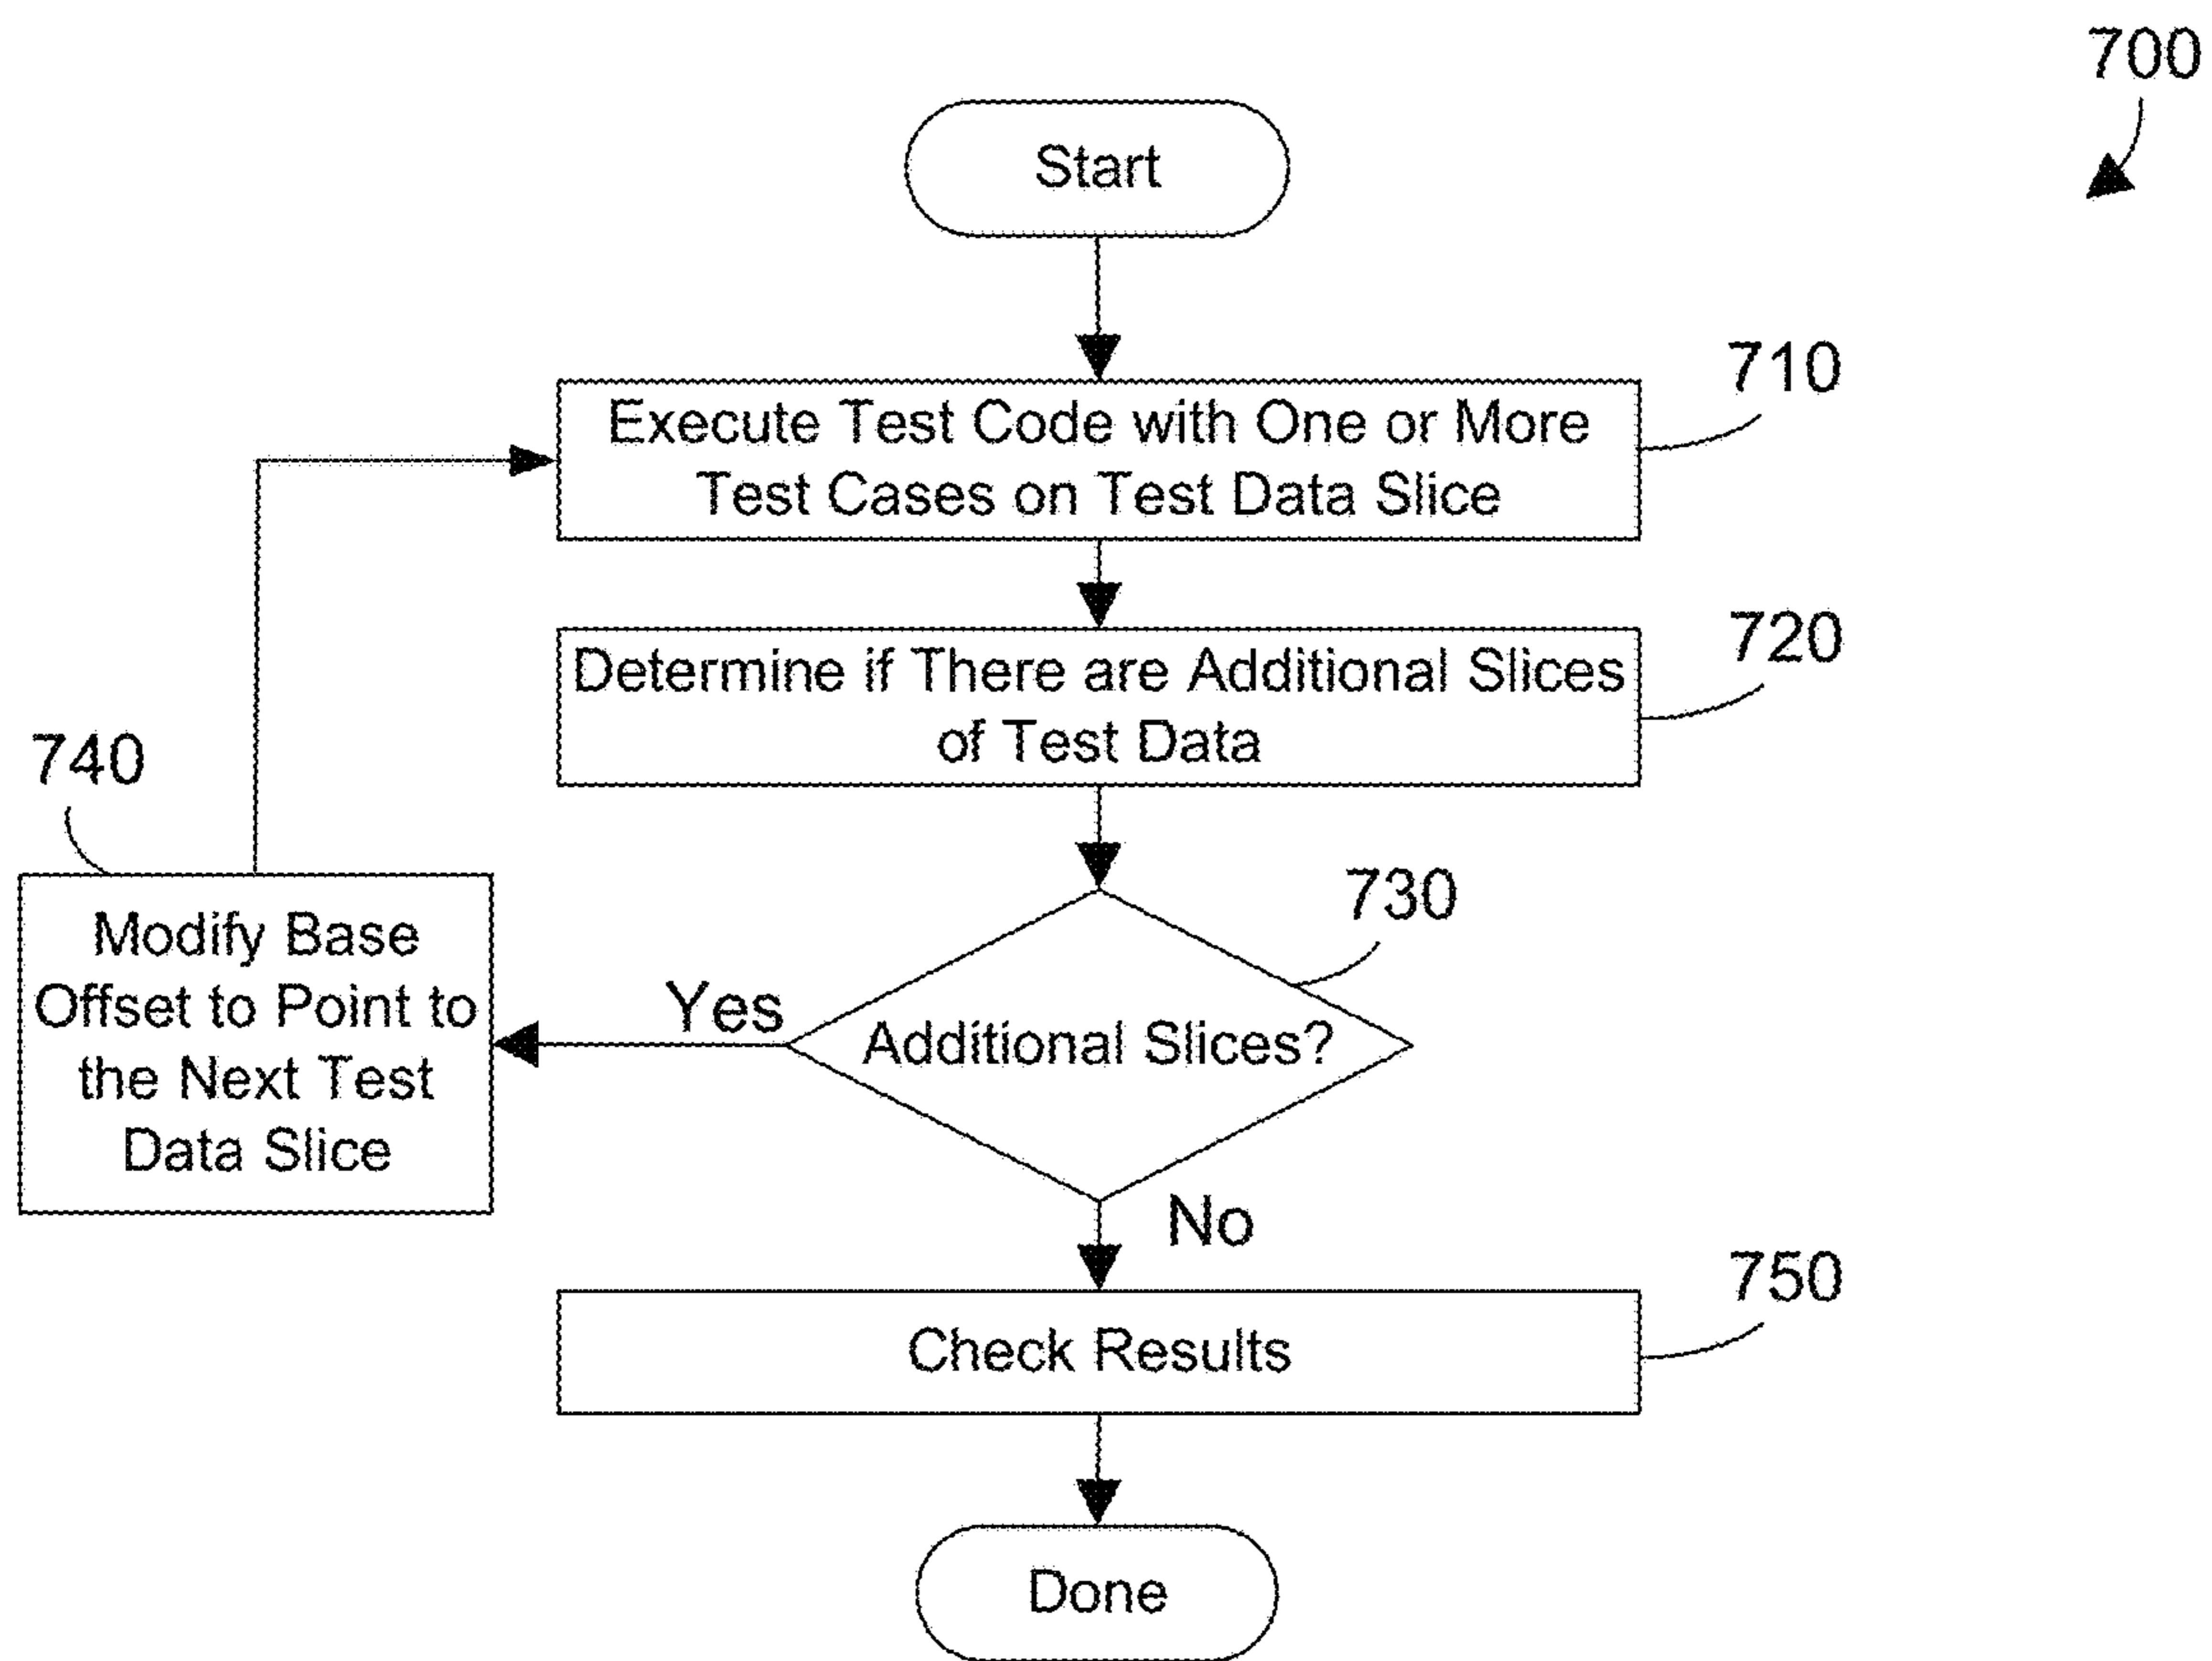 700
Start
710
Execute Test Code with One or More
Test Cases on Test Data Slice
720
Determine if There are Additional Slices
of Test Data
740
730
Modify Base
Offset to Point to
the Next Test
Data Slice
Yes
Additional Slices?
No
750
Check Results
Done